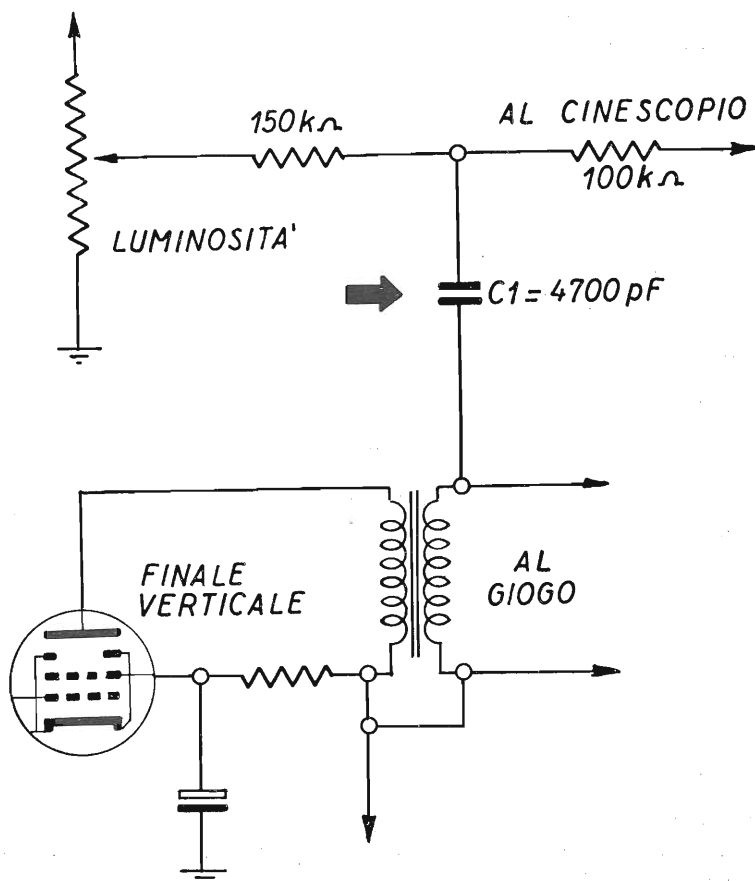 150kΩ
AL CINESCOPIO
100kΩ
LUMINOSITA'
C1 = 4700 pF
FINALE
VERTICALE
AL
GIOGO